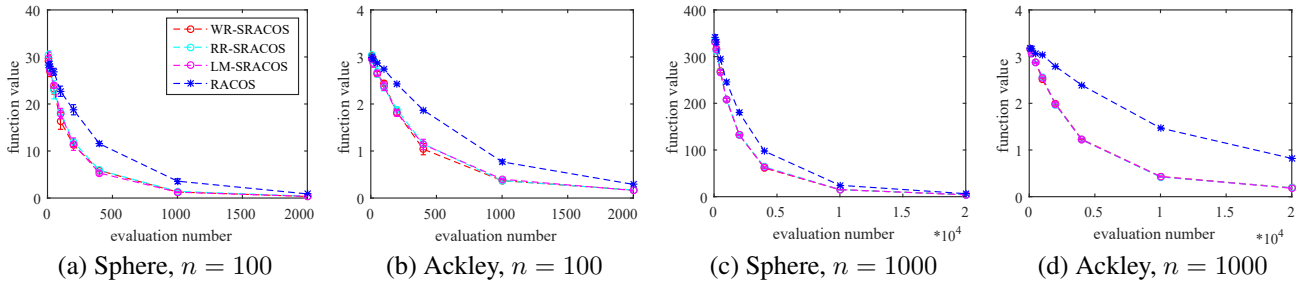 40
30
20
10
0
function value
0
500
1000
1500
2000
evaluation number
WR-SRACOS
RR-SRACOS
LM-SRACOS
RACOS
(a) Sphere, n = 100
4
3
2
1
0
function value
0
500
1000
1500
2000
evaluation number
(b) Ackley, n = 100
400
300
200
100
0
function value
0
0.5
1
1.5
2
evaluation number
*10^4
(c) Sphere, n = 1000
4
3
2
1
0
function value
0
0.5
1
1.5
2
evaluation number
*10^4
(d) Ackley, n = 1000